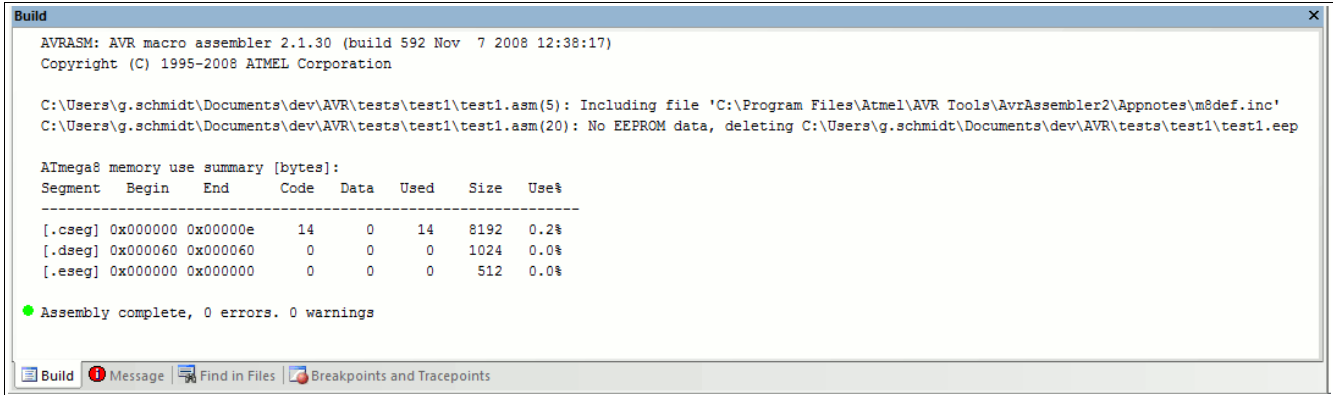 Build
AVRASM: AVR macro assembler 2.1.30 (build 592 Nov  7 2008 12:38:17)
Copyright (C) 1995-2008 ATMEL Corporation
C:\Users\g.schmidt\Documents\dev\AVR\tests\test1\test1.asm(5): Including file 'C:\Program Files\Atmel\AVR Tools\AvrAssembler2\Appnotes\m8def.inc'
C:\Users\g.schmidt\Documents\dev\AVR\tests\test1\test1.asm(20): No EEPROM data, deleting C:\Users\g.schmidt\Documents\dev\AVR\tests\test1\test1.eep
ATmega8 memory use summary [bytes]:
Segment   Begin    End      Code   Data   Used    Size   Use%
---------------------------------------------------------------
[.cseg] 0x000000 0x00000e     14      0     14    8192   0.2%
[.dseg] 0x000060 0x000060      0      0      0    1024   0.0%
[.eseg] 0x000000 0x000000      0      0      0     512   0.0%
Assembly complete, 0 errors. 0 warnings
Build Message Find in Files Breakpoints and Tracepoints